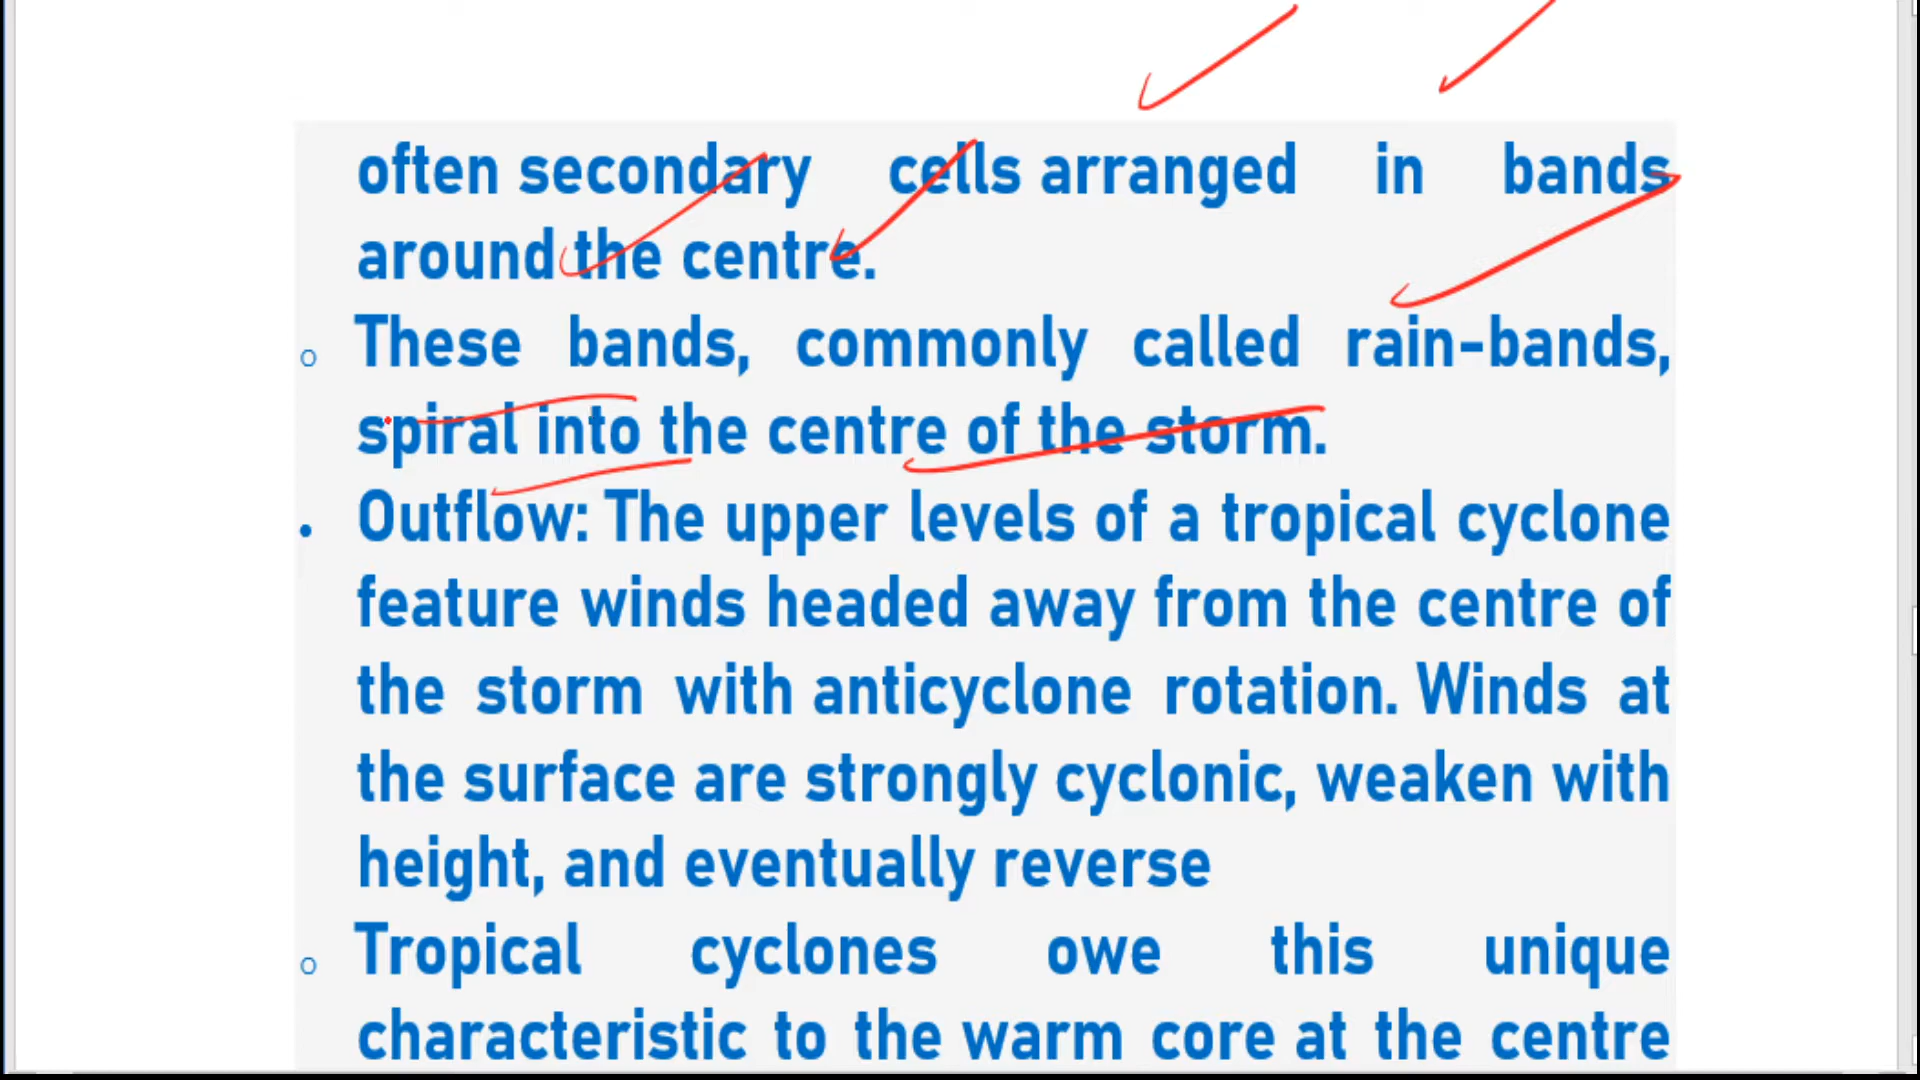 often secondary cells arranged in bands
around the centre.
o These bands, commonly called rain-bands,
spiral into the centre of the storm.
• Outflow: The upper levels of a tropical cyclone
feature winds headed away from the centre of
the storm with anticyclone rotation. Winds at
the surface are strongly cyclonic, weaken with
height, and eventually reverse
o Tropical cyclones owe this unique
characteristic to the warm core at the centre